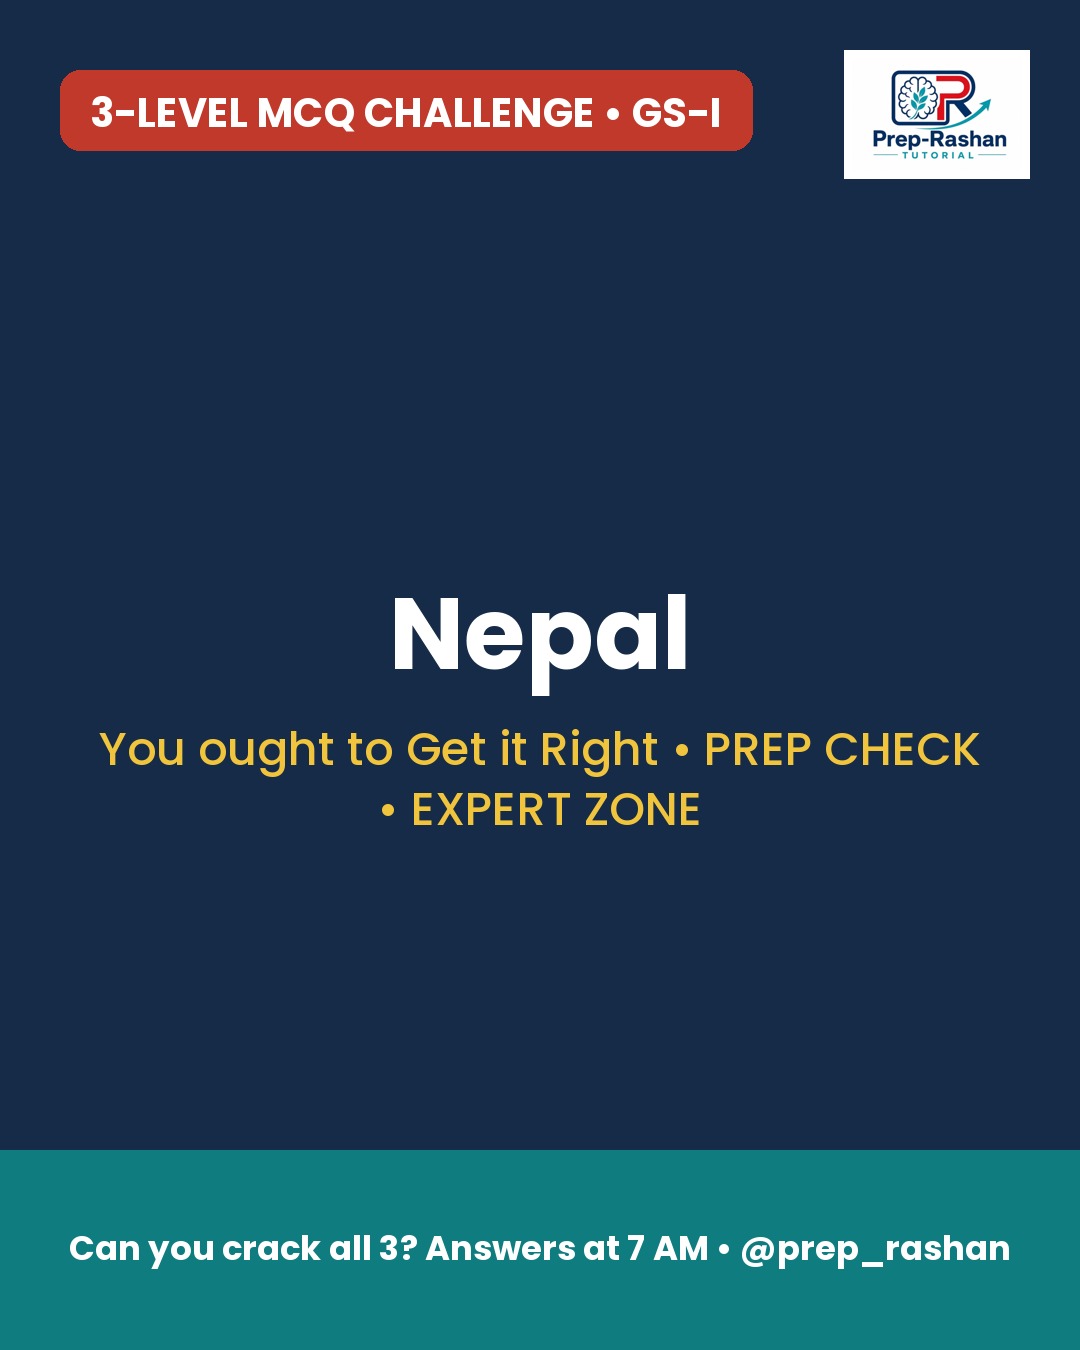 3-LEVEL MCQ CHALLENGE • GS-I
Prep-Rashan
TUTORIAL
Nepal
You ought to Get it Right • PREP CHECK
• EXPERT ZONE
Can you crack all 3? Answers at 7 AM • @prep_rashan